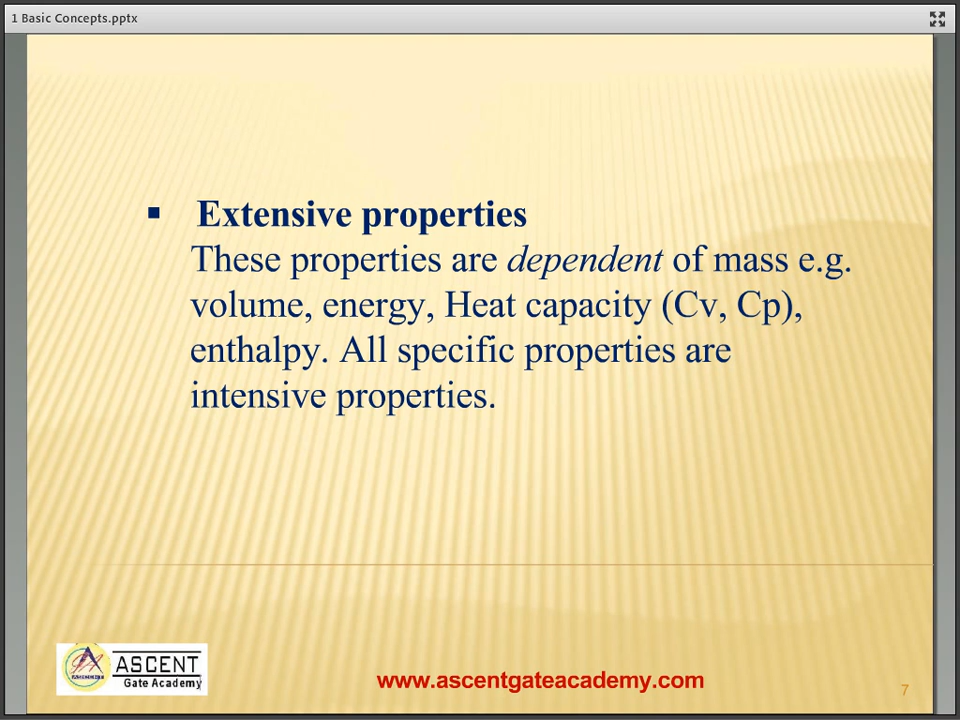 1 Basic Concepts.pptx
▪ Extensive properties
These properties are dependent of mass e.g.
volume, energy, Heat capacity (Cv, Cp),
enthalpy. All specific properties are
intensive properties.
ASCENT
Gate Academy
www.ascentgateacademy.com
7